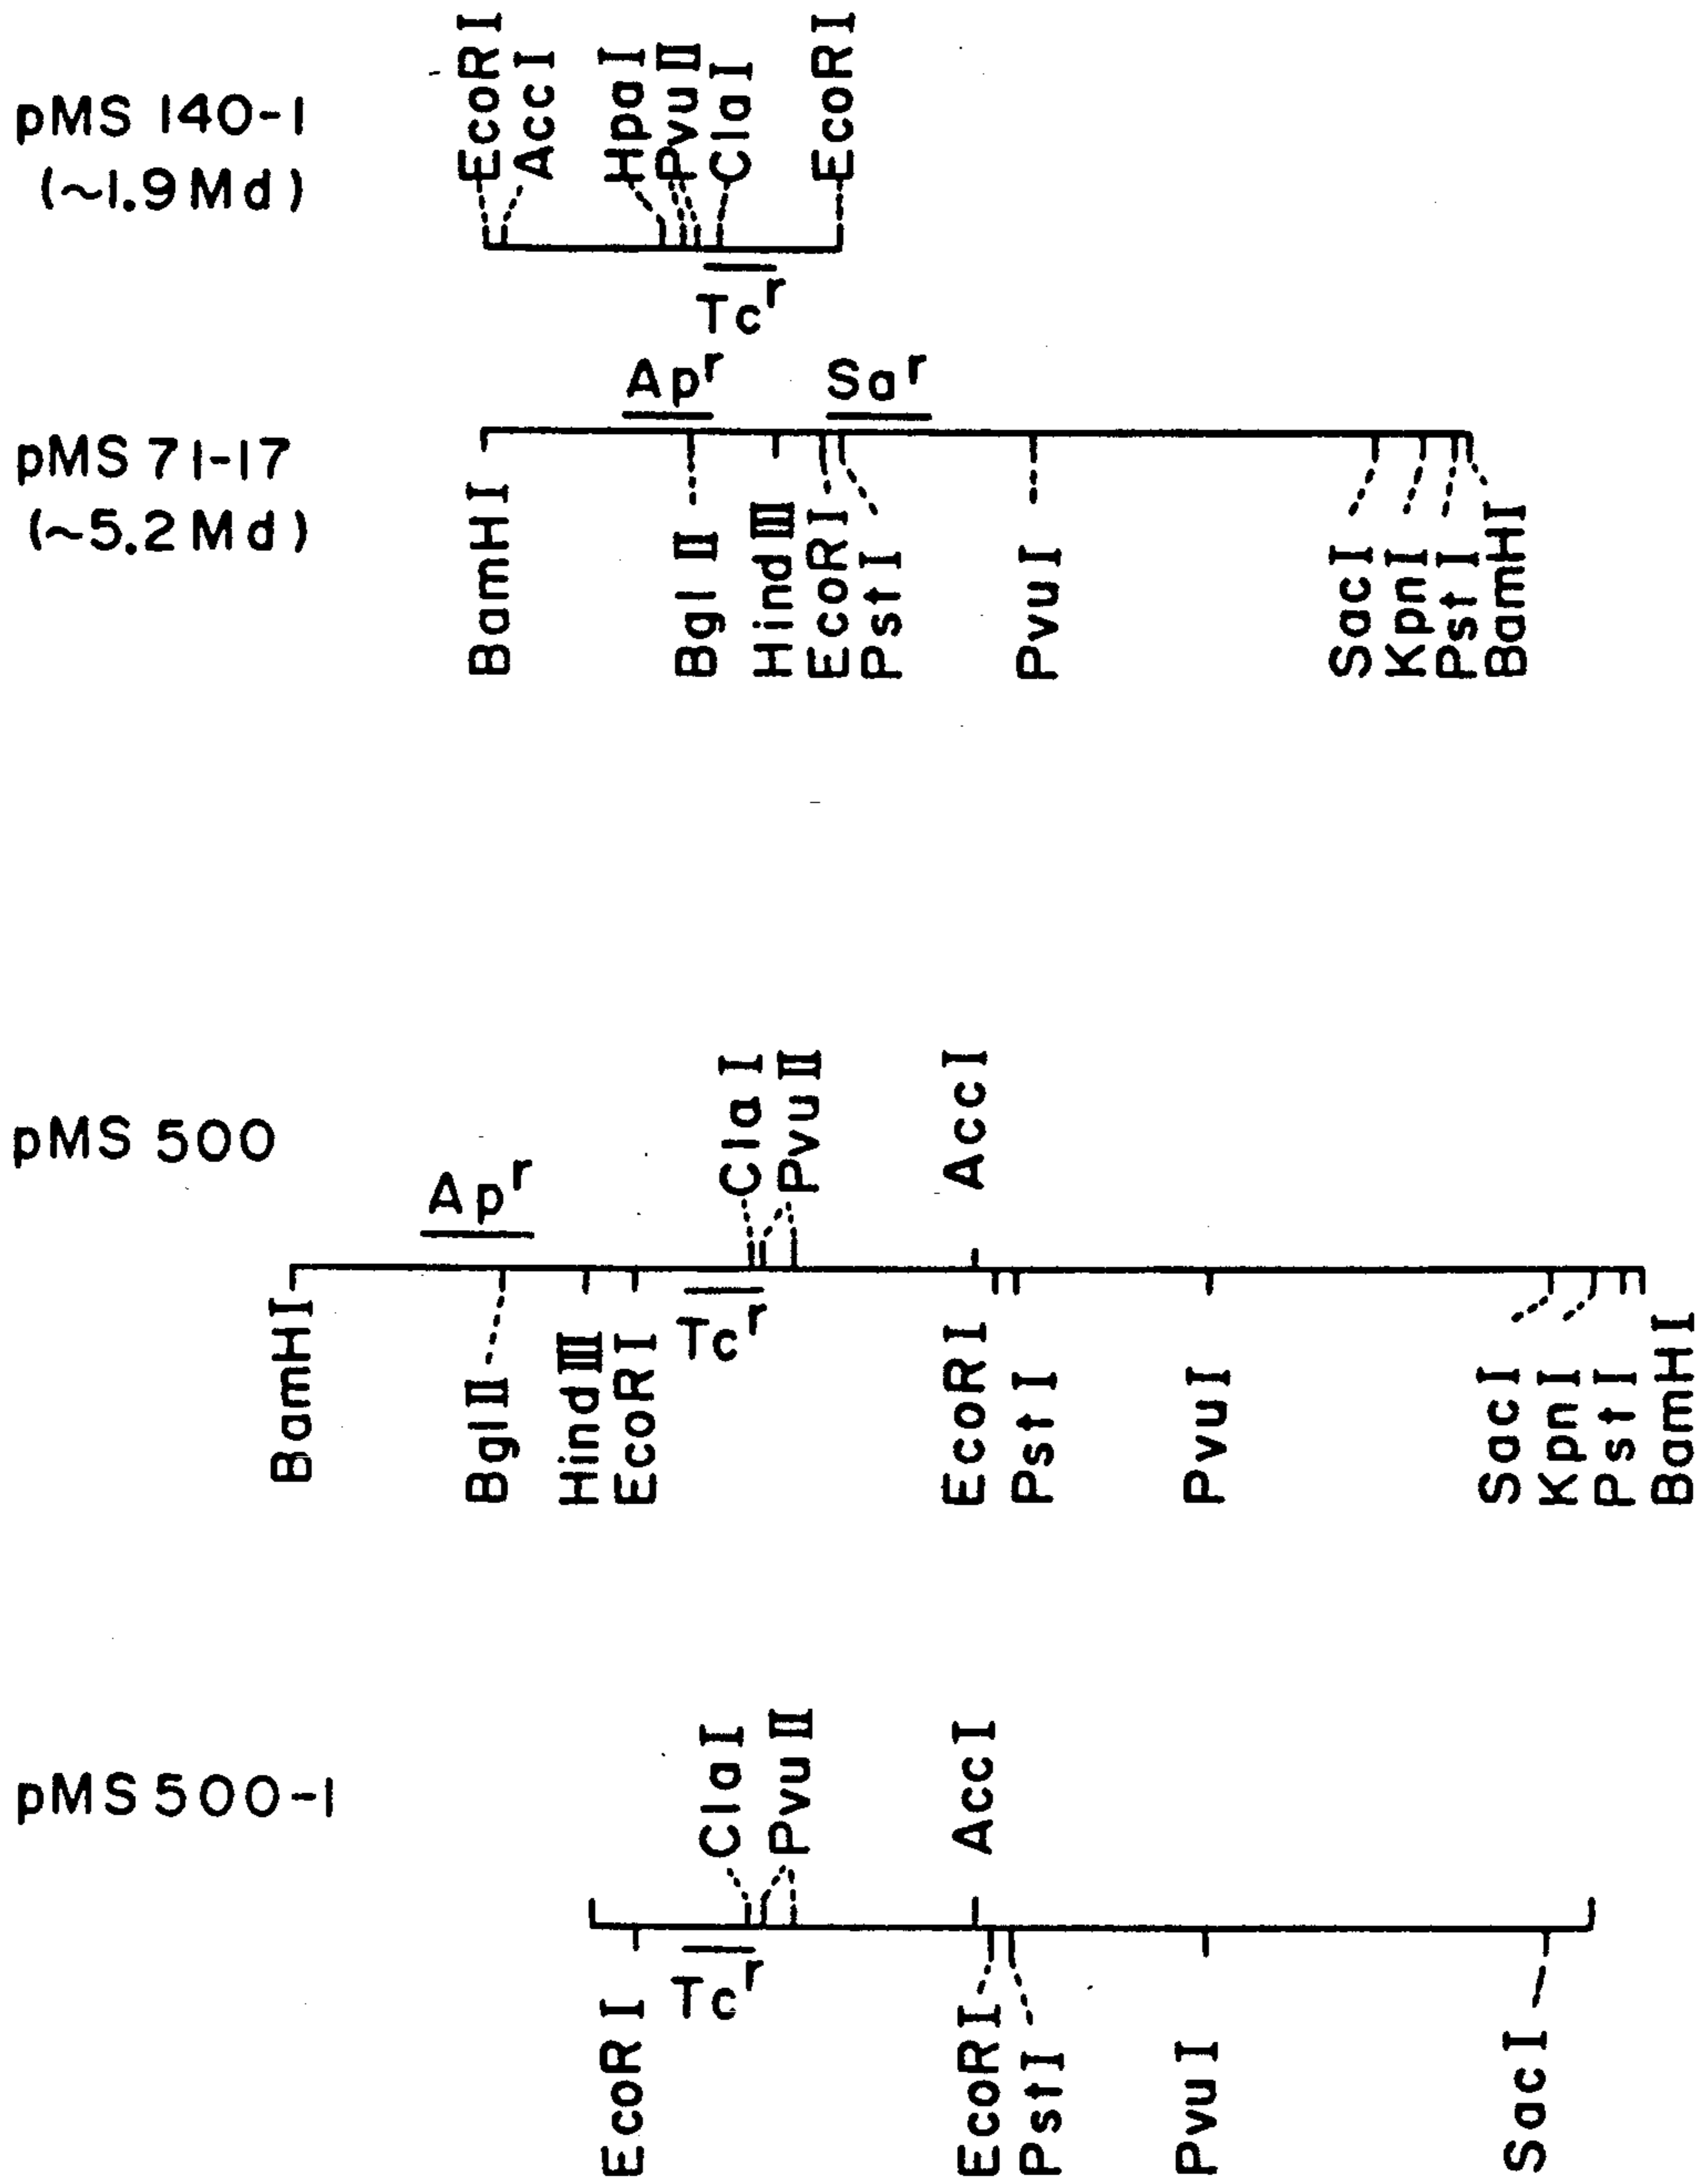 pMS 140-1
(~1.9 Md)
EcoRI
AccI
HpaI
PvuII
ClaI
EcoRI
Tcr
pMS 71-17
(~5.2 Md)
Apr
Sar
BamHI
BglII
HindIII
EcoRI
PstI
PvuI
SacI
KpnI
PstI
BamHI
pMS 500
Apr
ClaI
PvuII
AccI
Tcr
BamHI
BglII
HindIII
EcoRI
EcoRI
PstI
PvuI
SacI
KpnI
PstI
BamHI
pMS 500-1
ClaI
PvuII
AccI
Tcr
EcoRI
EcoRI
PstI
PvuI
SacI